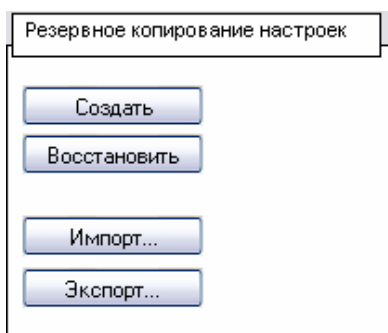 Резервное копирование настроек
Создать
Восстановить
Импорт...
Экспорт...